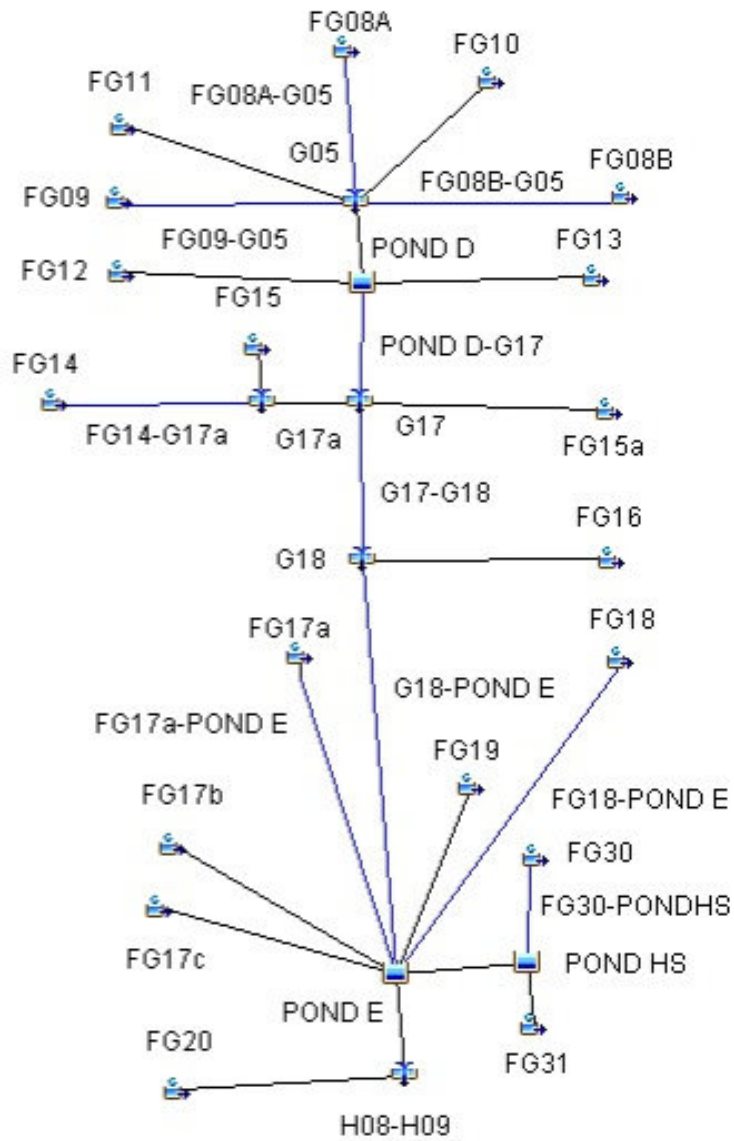 FG08A
FG10
FG11
FG08A-G05
G05
FG08B
FG09
FG08B-G05
FG09-G05
POND D
FG13
FG12
FG15
POND D-G17
FG14
FG14-G17a
G17a
G17
FG15a
G17-G18
FG16
G18
FG17a
FG18
G18-POND E
FG17a-POND E
FG19
FG17b
FG18-POND E
FG30
FG30-PONDHS
FG17c
POND HS
POND E
FG20
FG31
H08-H09